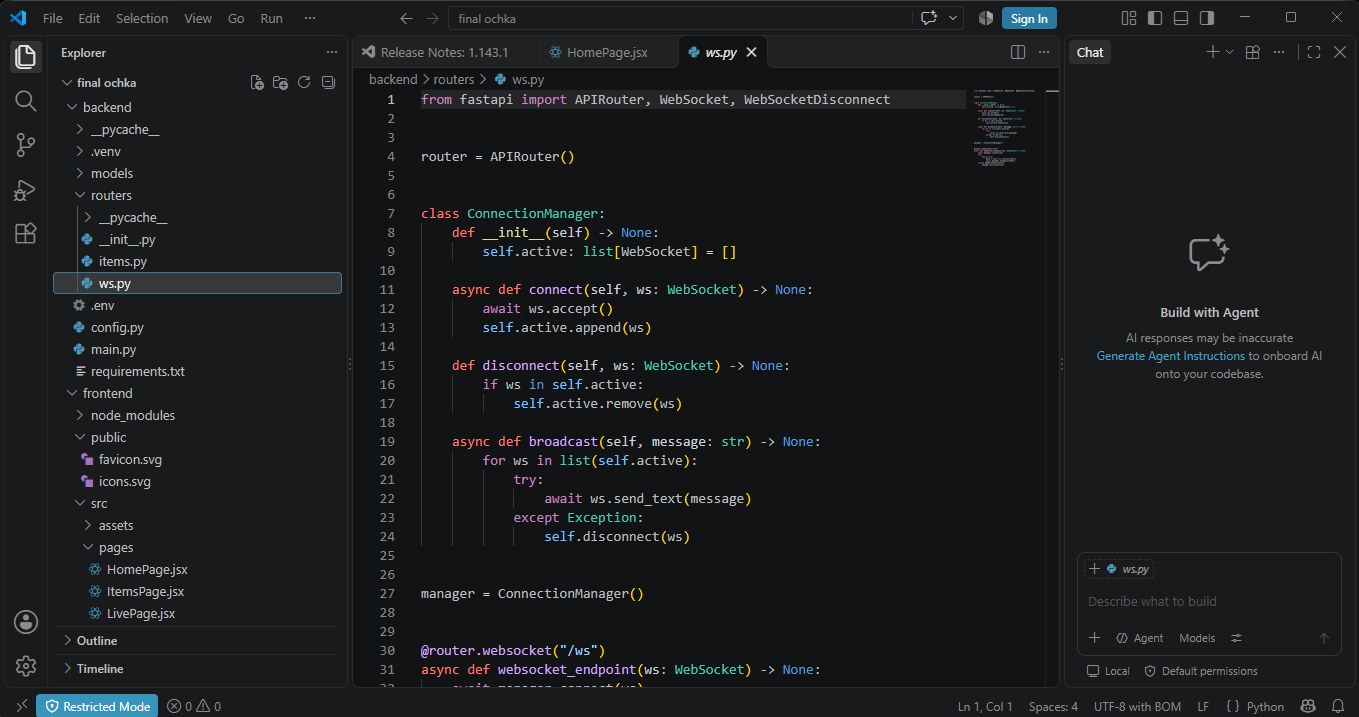 File Edit Selection View Go Run ··· final ochka Sign In
Explorer
final ochka
backend
__pycache__
.venv
models
routers
__pycache__
__init__.py
items.py
ws.py
.env
config.py
main.py
requirements.txt
frontend
node_modules
public
favicon.svg
icons.svg
src
assets
pages
HomePage.jsx
ItemsPage.jsx
LivePage.jsx
Outline
Timeline
Release Notes: 1.143.1 HomePage.jsx ws.py
backend > routers > ws.py
1 from fastapi import APIRouter, WebSocket, WebSocketDisconnect
2
3
4 router = APIRouter()
5
6
7 class ConnectionManager:
8     def __init__(self) -> None:
9         self.active: list[WebSocket] = []
10
11     async def connect(self, ws: WebSocket) -> None:
12         await ws.accept()
13         self.active.append(ws)
14
15     def disconnect(self, ws: WebSocket) -> None:
16         if ws in self.active:
17             self.active.remove(ws)
18
19     async def broadcast(self, message: str) -> None:
20         for ws in list(self.active):
21             try:
22                 await ws.send_text(message)
23             except Exception:
24                 self.disconnect(ws)
25
26
27 manager = ConnectionManager()
28
29
30 @router.websocket("/ws")
31 async def websocket_endpoint(ws: WebSocket) -> None:
Chat
Build with Agent
AI responses may be inaccurate
Generate Agent Instructions to onboard AI
onto your codebase.
ws.py
Describe what to build
Agent Models
Local Default permissions
Restricted Mode 0 0 Ln 1, Col 1 Spaces: 4 UTF-8 with BOM LF { } Python